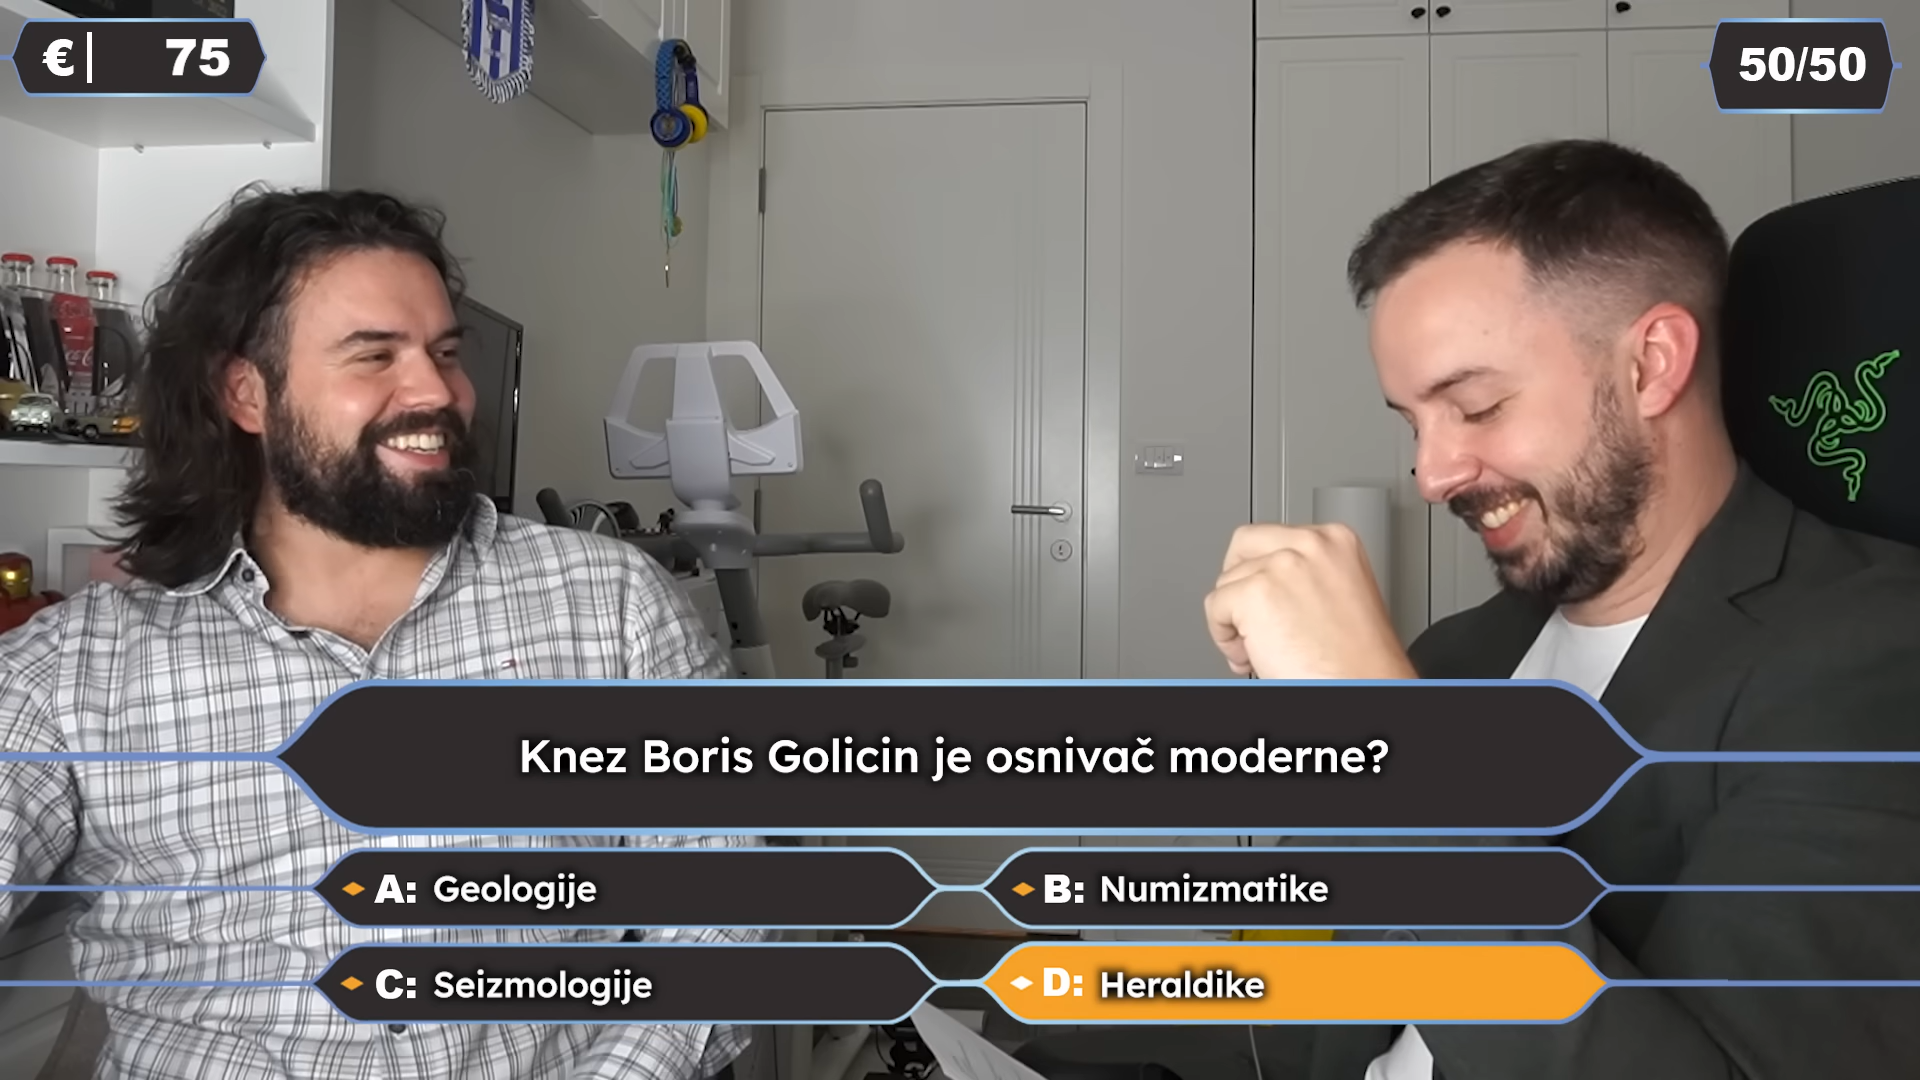 € 75
50/50
Knez Boris Golicin je osnivač moderne?
A: Geologije
B: Numizmatike
C: Seizmologije
D: Heraldike